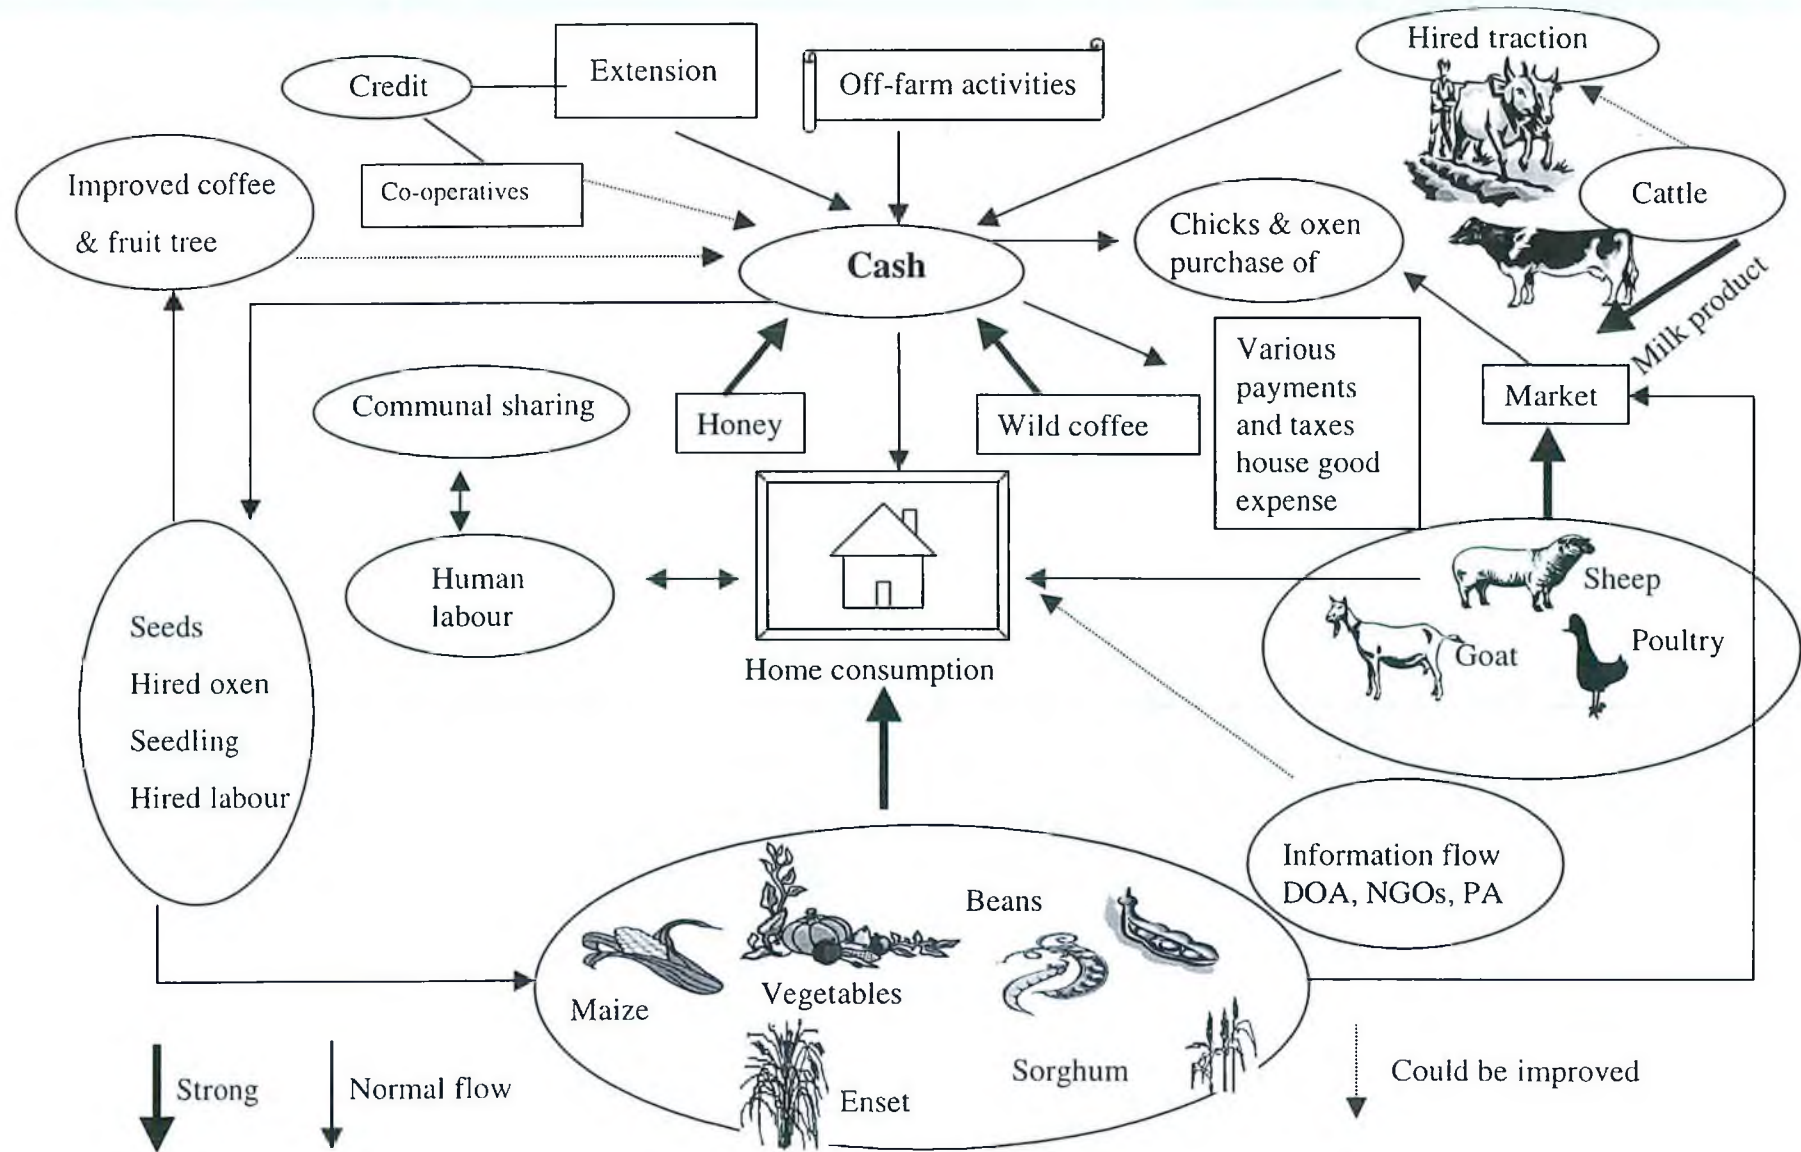 Hired traction
Credit
Extension
Off-farm activities
Improved coffee
& fruit tree
Co-operatives
Cattle
Cash
Chicks & oxen
purchase of
Milk product
Various
payments
and taxes
house good
expense
Market
Communal sharing
Honey
Wild coffee
Human
labour
Sheep
Goat
Poultry
Home consumption
Seeds
Hired oxen
Seedling
Hired labour
Information flow
DOA, NGOs, PA
Beans
Vegetables
Maize
Sorghum
Enset
Strong
Normal flow
Could be improved